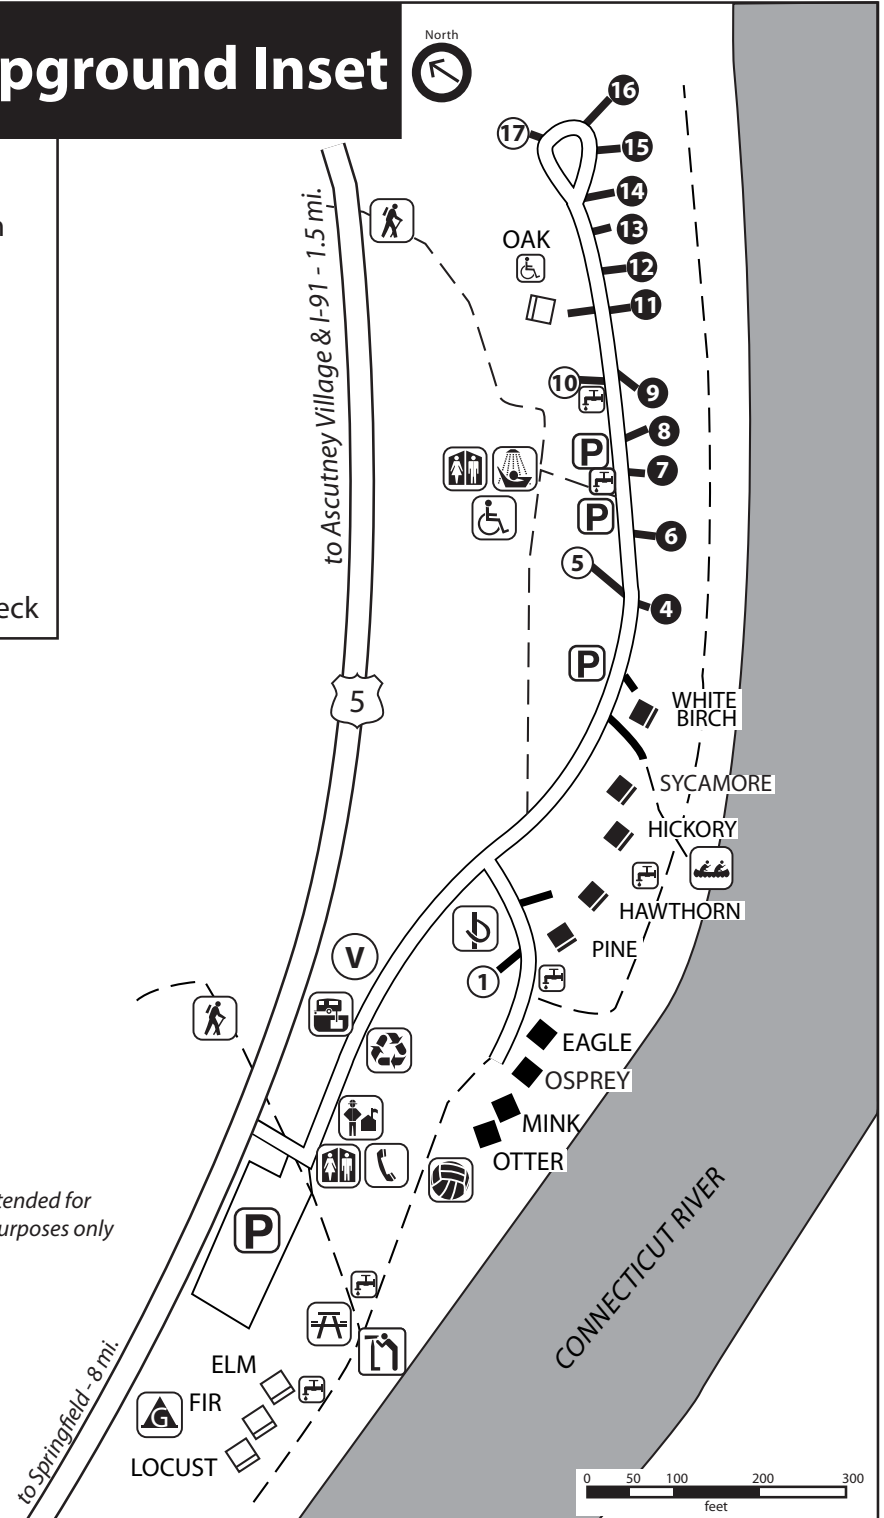 pground Inset
North
16
17
15
14
13
OAK
12
11
10
9
8
P
7
P
6
5
4
P
to Ascutney Village & I-91 - 1.5 mi.
eck
5
WHITE
BIRCH
SYCAMORE
HICKORY
HAWTHORN
PINE
V
1
EAGLE
OSPREY
MINK
OTTER
tended for
urposes only
P
CONNECTICUT RIVER
to Springfield - 8 mi.
ELM
G
FIR
LOCUST
0 50 100 200 300
feet